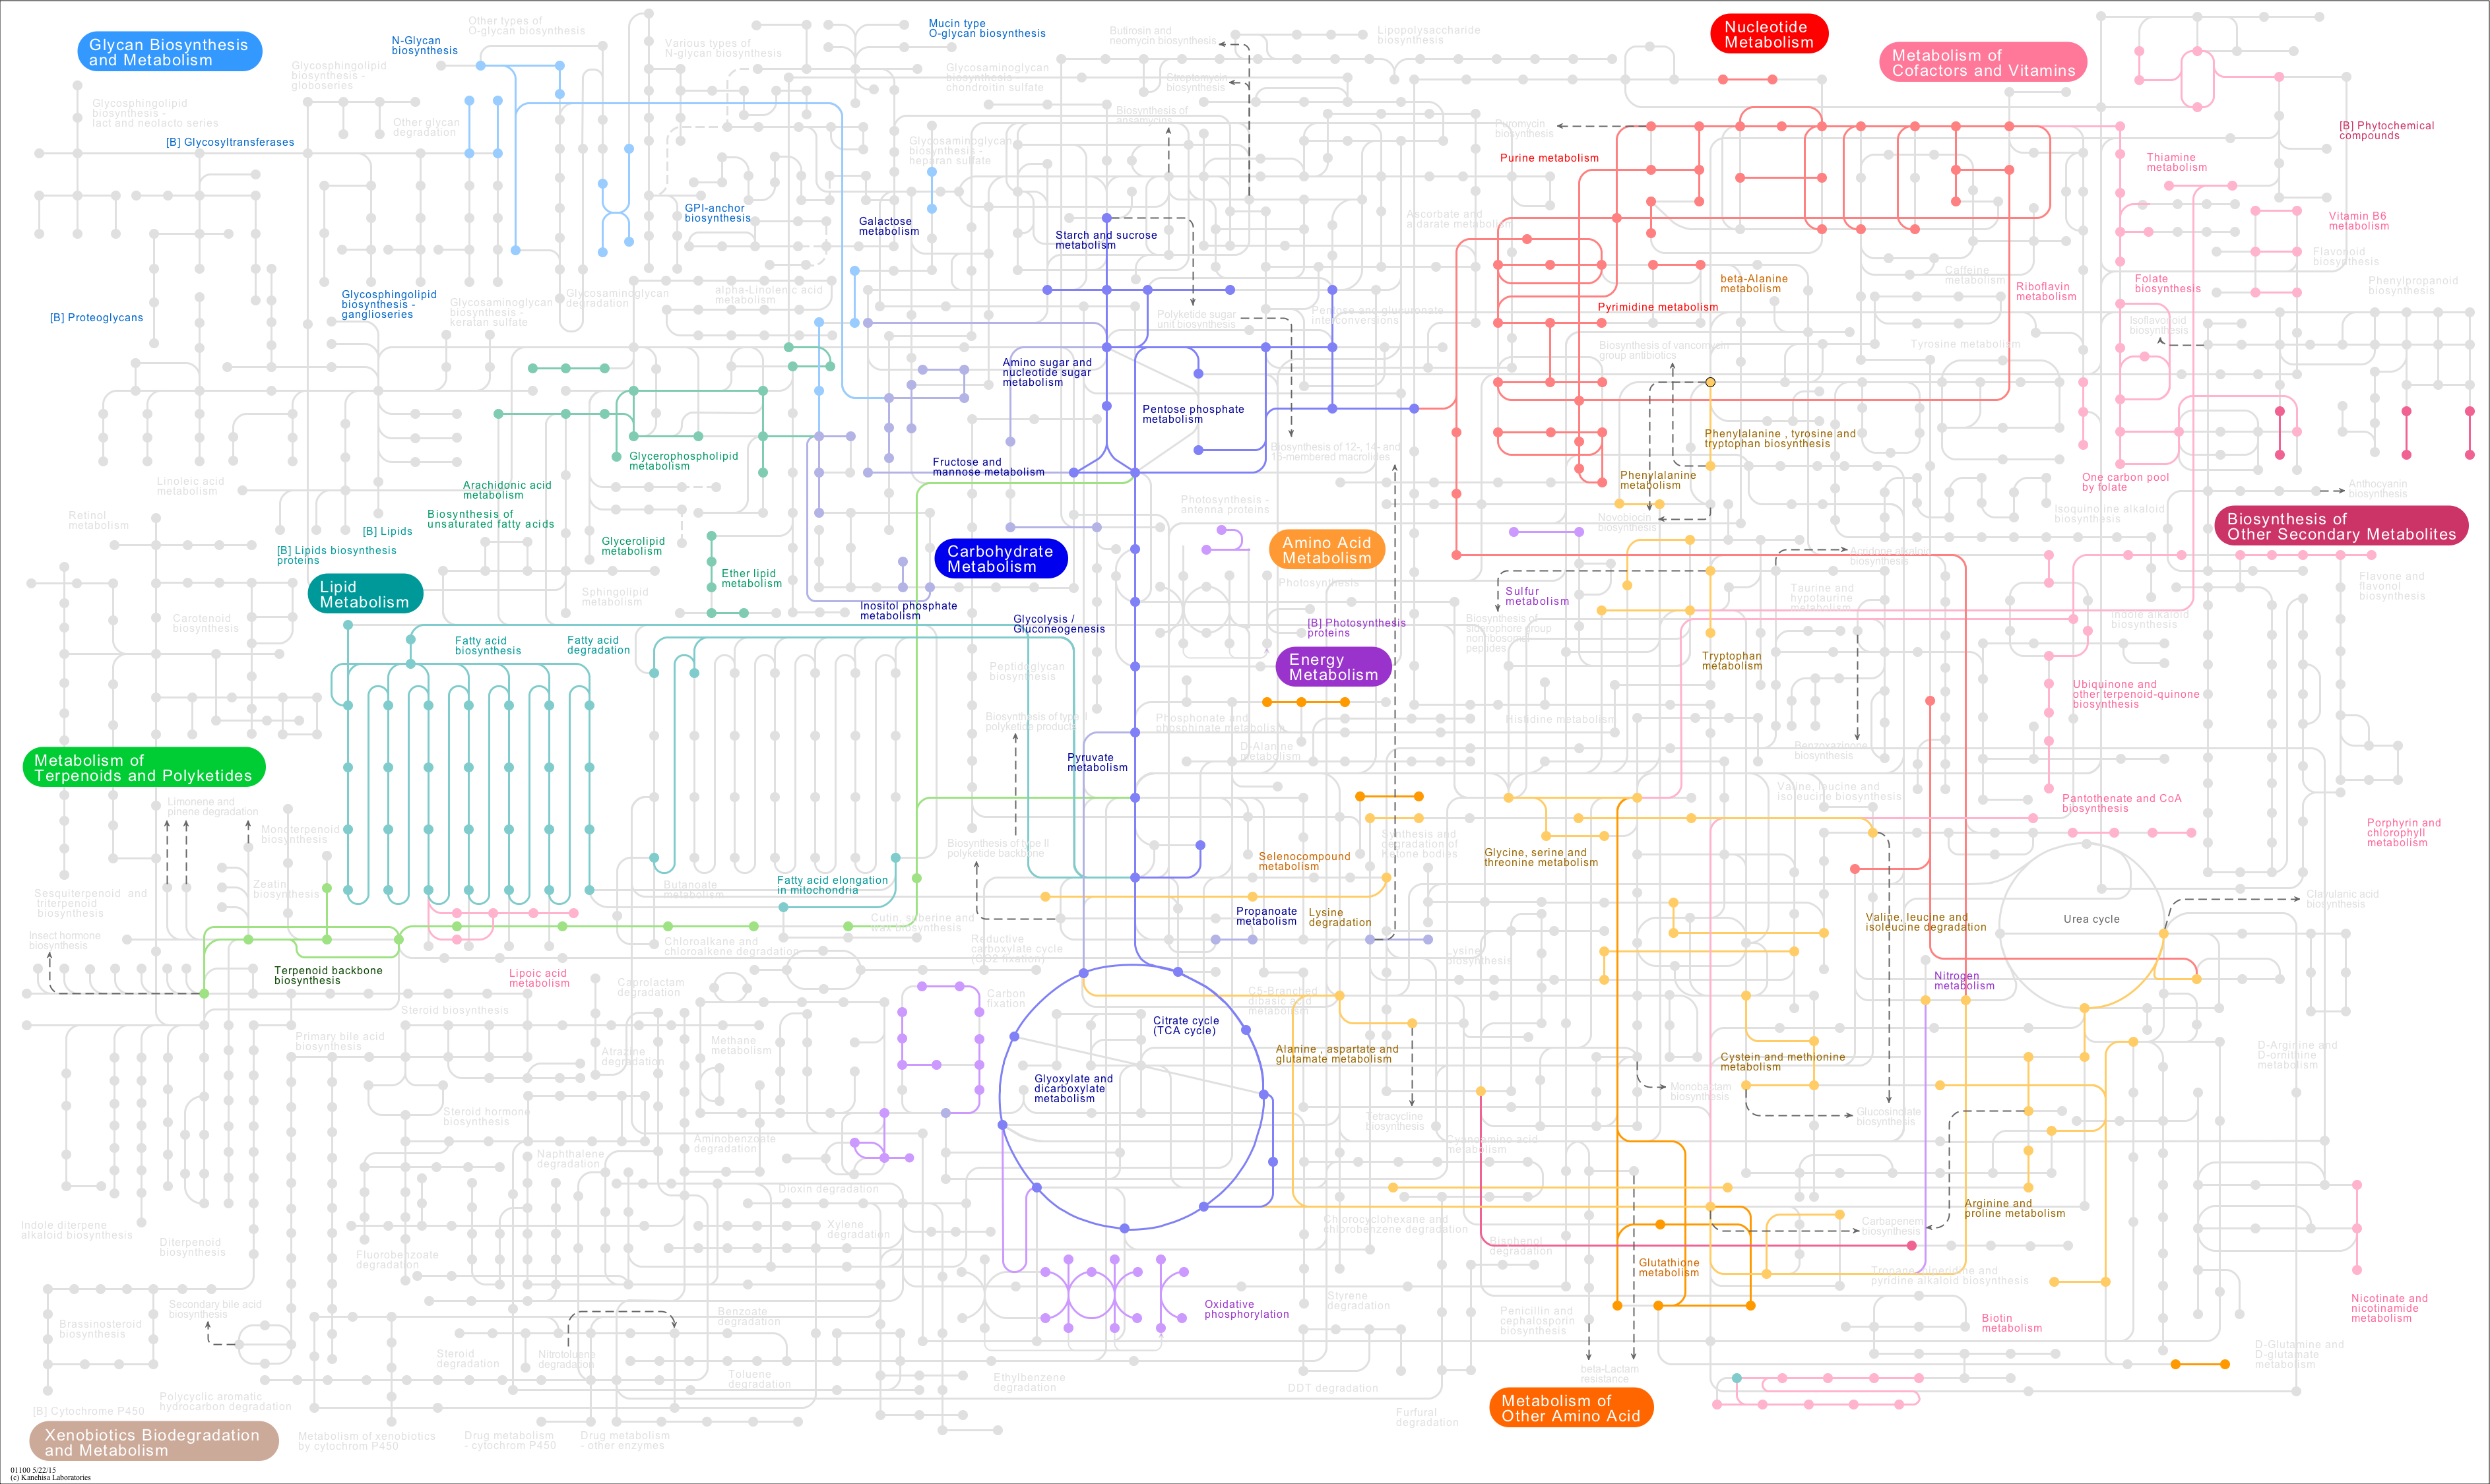 Glycan Biosynthesis
and Metabolism
N-Glycan
biosynthesis
Other types of
O-glycan biosynthesis
Various types of
N-glycan biosynthesis
Mucin type
O-glycan biosynthesis
Butirosin and
neomycin biosynthesis
Lipopolysaccharide
biosynthesis
Nucleotide
Metabolism
Metabolism of
Cofactors and Vitamins
Glycosphingolipid
biosynthesis -
globoseries
Glycosaminoglycan
biosynthesis -
chondroitin sulfate
Streptomycin
biosynthesis
Glycosphingolipid
biosynthesis -
lact and neolacto series
Other glycan
degradation
Biosynthesis of
ansamycins
Puromycin
biosynthesis
[B] Phytochemical
compounds
[B] Glycosyltransferases
Glycosaminoglycan
biosynthesis -
heparan sulfate
Purine metabolism
Thiamine
metabolism
GPI-anchor
biosynthesis
Galactose
metabolism
Starch and sucrose
metabolism
Ascorbate and
aldarate metabolism
Vitamin B6
metabolism
Flavonoid
biosynthesis
Glycosphingolipid
biosynthesis -
ganglioseries
Glycosaminoglycan
biosynthesis -
keratan sulfate
Glycosaminoglycan
degradation
alpha-Linolenic acid
metabolism
beta-Alanine
metabolism
Caffeine
metabolism
Riboflavin
metabolism
Folate
biosynthesis
Phenylpropanoid
biosynthesis
[B] Proteoglycans
Polyketide sugar
unit biosynthesis
Pentose and glucuronate
interconversions
Pyrimidine metabolism
Isoflavonoid
biosynthesis
Biosynthesis of vancomycin
group antibiotics
Tyrosine metabolism
Amino sugar and
nucleotide sugar
metabolism
Pentose phosphate
metabolism
Phenylalanine , tyrosine and
tryptophan biosynthesis
Glycerophospholipid
metabolism
Fructose and
mannose metabolism
Biosynthesis of 12-, 14- and
16-membered macrolides
Phenylalanine
metabolism
One carbon pool
by folate
Linoleic acid
metabolism
Arachidonic acid
metabolism
Anthocyanin
biosynthesis
Retinol
metabolism
Biosynthesis of
unsaturated fatty acids
Photosynthesis -
antenna proteins
Novobiocin
biosynthesis
Isoquinoline alkaloid
biosynthesis
Biosynthesis of
Other Secondary Metabolites
[B] Lipids
[B] Lipids biosynthesis
proteins
Glycerolipid
metabolism
Carbohydrate
Metabolism
Amino Acid
Metabolism
Acridone alkaloid
biosynthesis
Lipid
Metabolism
Ether lipid
metabolism
Sphingolipid
metabolism
Inositol phosphate
metabolism
Photosynthesis
Sulfur
metabolism
Taurine and
hypotaurine
metabolism
Flavone and
flavonol
biosynthesis
Carotenoid
biosynthesis
Glycolysis /
Gluconeogenesis
[B] Photosynthesis
proteins
Biosynthesis of
siderophore group
nonribosomal
peptides
Indole alkaloid
biosynthesis
Fatty acid
biosynthesis
Fatty acid
degradation
Peptidoglycan
biosynthesis
Energy
Metabolism
Tryptophan
metabolism
Ubiquinone and
other terpenoid-quinone
biosynthesis
Biosynthesis of type I
polyketide products
Phosphonate and
phosphinate metabolism
Histidine metabolism
D-Alanine
metabolism
Benzoxazinone
biosynthesis
Metabolism of
Terpenoids and Polyketides
Pyruvate
metabolism
Valine, leucine and
isoleucine biosynthesis
Pantothenate and CoA
biosynthesis
Limonene and
pinene degradation
Monoterpenoid
biosynthesis
Biosynthesis of type II
polyketide backbone
Synthesis and
degradation of
Ketone bodies
Selenocompound
metabolism
Glycine, serine and
threonine metabolism
Porphyrin and
chlorophyll
metabolism
Sesquiterpenoid and
triterpenoid
biosynthesis
Zeatin
biosynthesis
Butanoate
metabolism
Fatty acid elongation
in mitochondria
Clavulanic acid
biosynthesis
Cutin, suberine and
wax biosynthesis
Propanoate
metabolism
Lysine
degradation
Valine, leucine and
isoleucine degradation
Urea cycle
Insect hormone
biosynthesis
Chloroalkane and
chloroalkene degradation
Reductive
carboxylate cycle
(CO2 fixation)
Lysine
biosynthesis
Terpenoid backbone
biosynthesis
Lipoic acid
metabolism
Caprolactam
degradation
Carbon
fixation
C5-Branched
dibasic acid
metabolism
Nitrogen
metabolism
Steroid biosynthesis
Citrate cycle
(TCA cycle)
Primary bile acid
biosynthesis
Atrazine
degradation
Methane
metabolism
Alanine , aspartate and
glutamate metabolism
Cystein and methionine
metabolism
D-Arginine and
D-ornitine
metabolism
Glyoxylate and
dicarboxylate
metabolism
Monobactam
biosynthesis
Steroid hormone
biosynthesis
Tetracycline
biosynthesis
Glucosinolate
biosynthesis
Aminobenzoate
degradation
Cyanoamino acid
metabolism
Naphthalene
degradation
Dioxin degradation
Arginine and
proline metabolism
Indole diterpene
alkaloid biosynthesis
Diterpenoid
biosynthesis
Xylene
degradation
Chlorocyclohexane and
chlorobenzene degradation
Carbapenem
biosynthesis
Fluorobenzoate
degradation
Bisphenol
degradation
Glutathione
metabolism
Tropane, piperidine and
pyridine alkaloid biosynthesis
Secondary bile acid
biosynthesis
Benzoate
degradation
Oxidative
phosphorylation
Styrene
degradation
Penicillin and
cephalosporin
biosynthesis
Biotin
metabolism
Nicotinate and
nicotinamide
metabolism
Brassinosteroid
biosynthesis
Steroid
degradation
Nitrotoluene
degradation
Toluene
degradation
Ethylbenzene
degradation
DDT degradation
beta-Lactam
resistance
D-Glutamine and
D-glutamate
metabolism
Polycyclic aromatic
hydrocarbon degradation
[B] Cytochrome P450
Metabolism of
Other Amino Acid
Furfural
degradation
Xenobiotics Biodegradation
and Metabolism
Metabolism of xenobiotics
by cytochrom P450
Drug metabolism
- cytochrom P450
Drug metabolism
- other enzymes
01100 5/22/15
(c) Kanehisa Laboratories